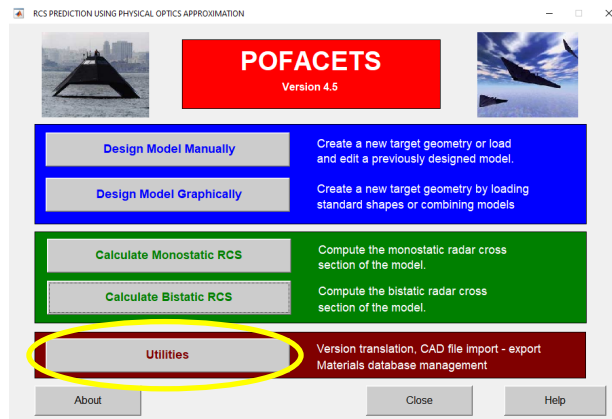 RCS PREDICTION USING PHYSICAL OPTICS APPROXIMATION
POFACETS
Version 4.5
Design Model Manually
Create a new target geometry or load
and edit a previously designed model.
Design Model Graphically
Create a new target geometry by loading
standard shapes or combining models
Calculate Monostatic RCS
Compute the monostatic radar cross
section of the model.
Calculate Bistatic RCS
Compute the bistatic radar cross
section of the model.
Utilities
Version translation, CAD file import - export
Materials database management
About
Close
Help